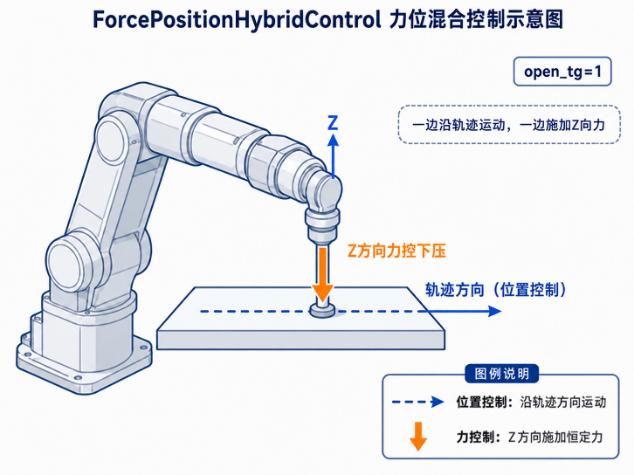 ForcePositionHybridControl 力位混合控制示意图
open_tg=1
一边沿轨迹运动，一边施加Z向力
Z
Z方向力控下压
轨迹方向（位置控制）
图例说明
位置控制：沿轨迹方向运动
力控制：Z方向施加恒定力